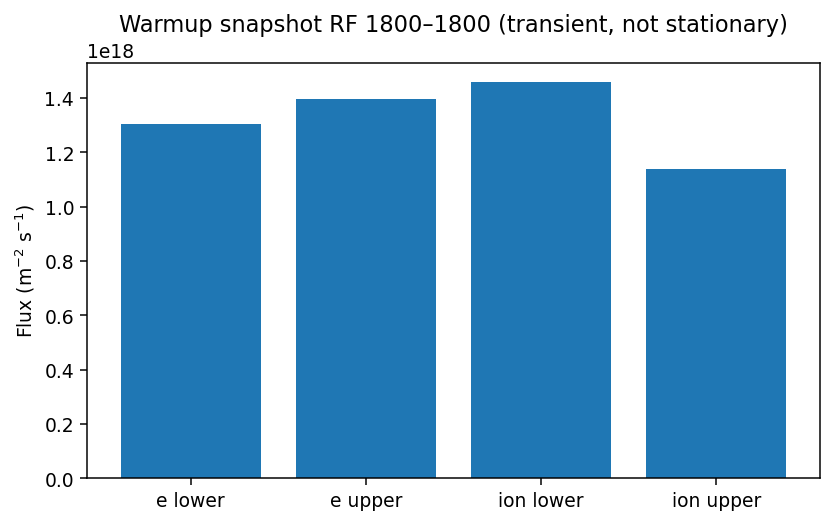 Warmup snapshot RF 1800–1800 (transient, not stationary)
1e18
1.4
1.2
1.0
0.8
0.6
0.4
0.2
0.0
Flux (m⁻² s⁻¹)
e lower
e upper
ion lower
ion upper